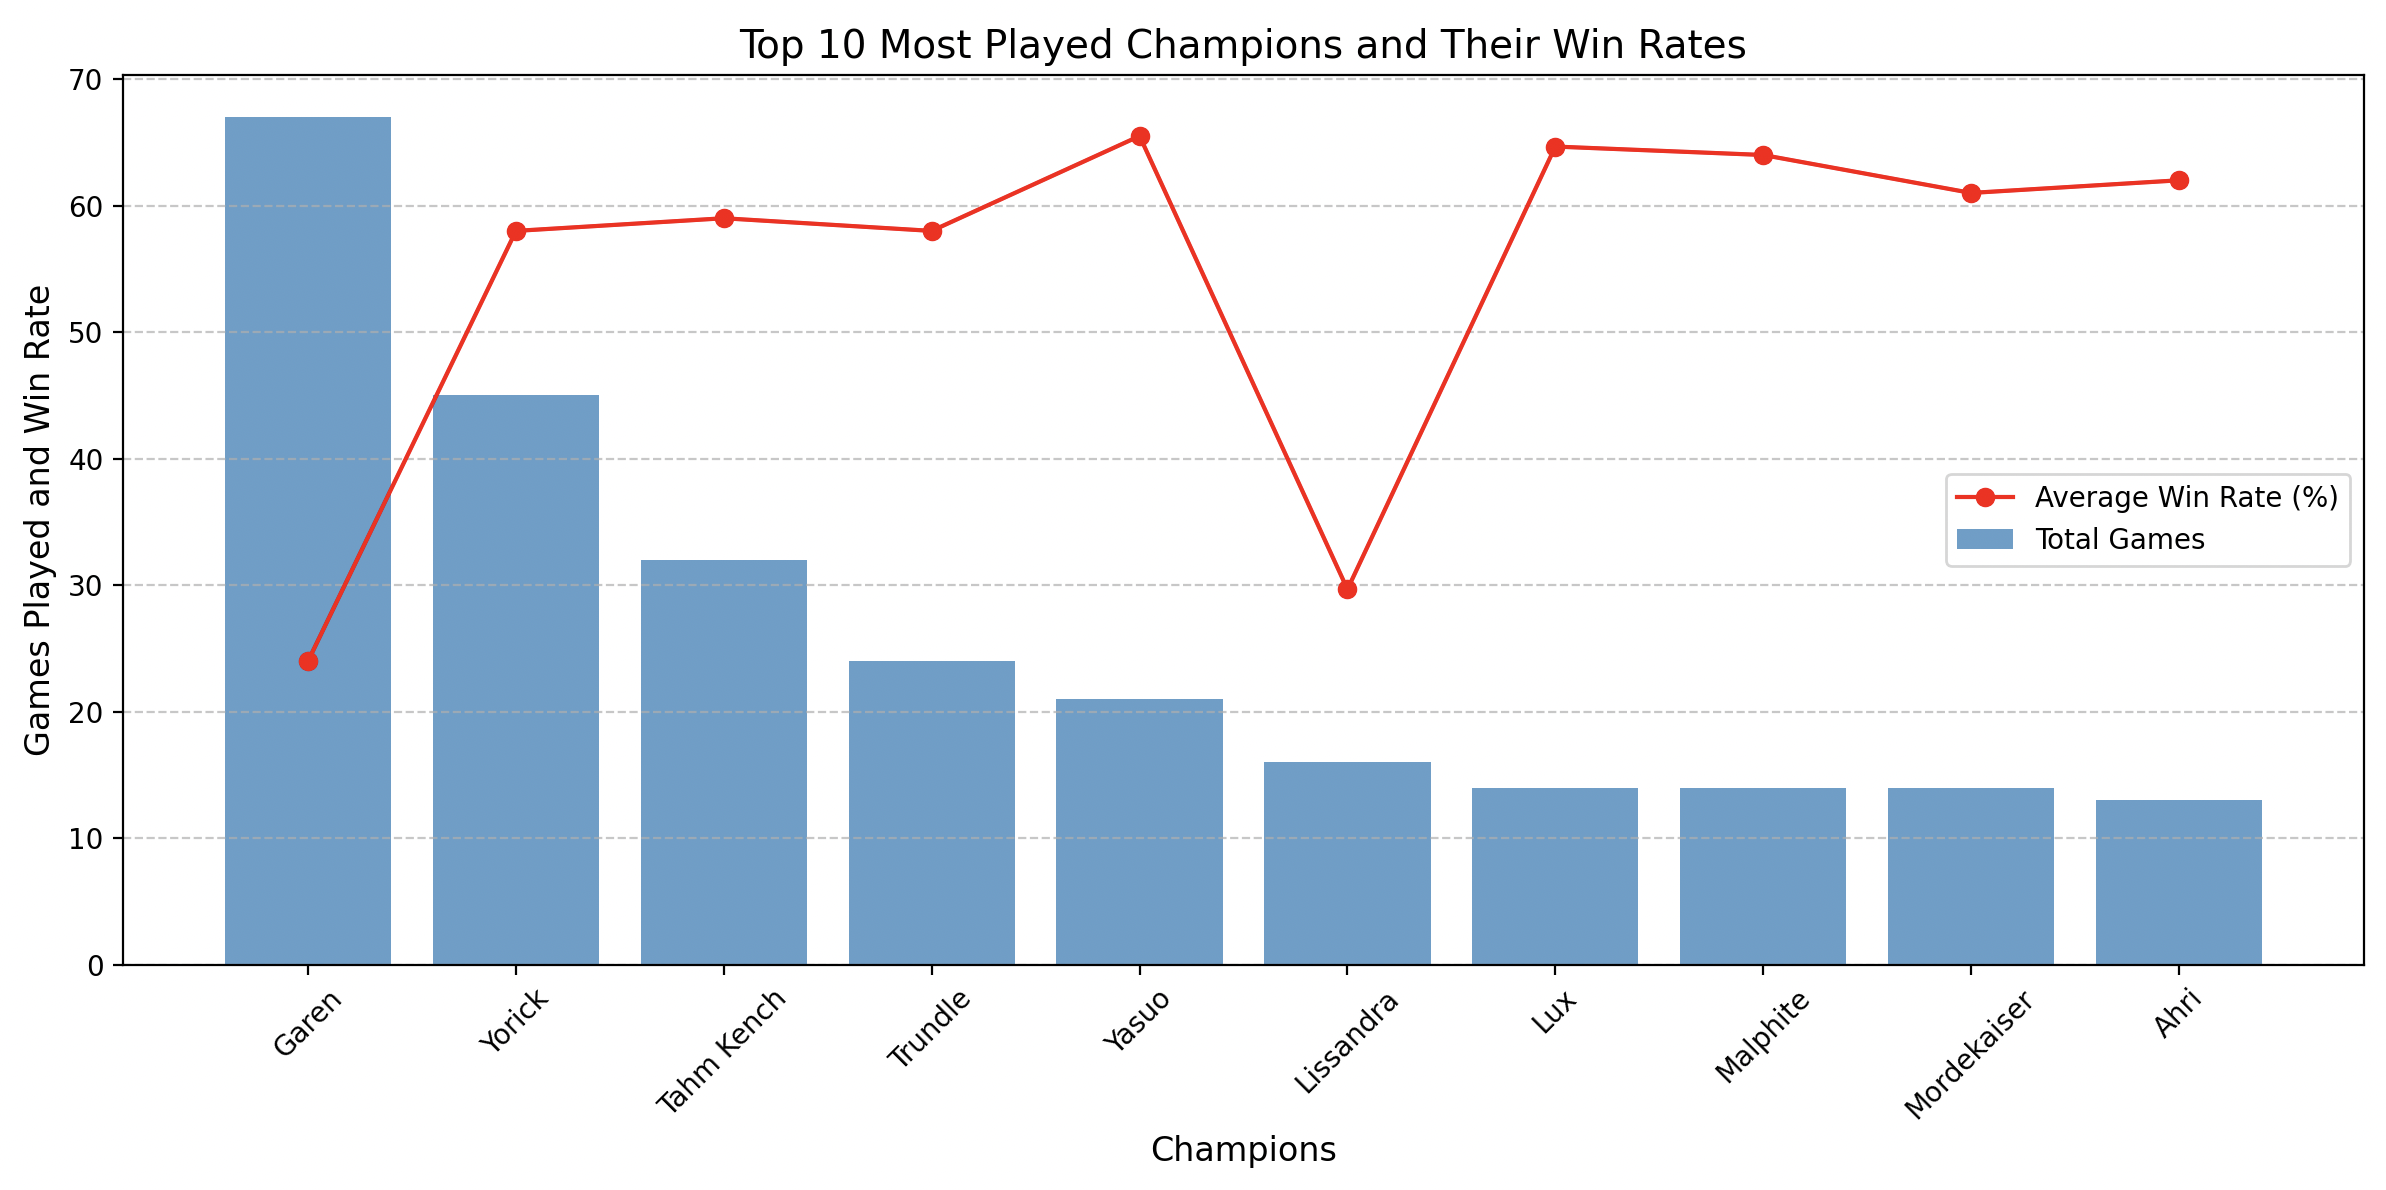 Top 10 Most Played Champions and Their Win Rates
Games Played and Win Rate
70
60
50
40
30
20
10
0
Average Win Rate (%)
Total Games
Garen
Yorick
Tahm Kench
Trundle
Yasuo
Lissandra
Lux
Malphite
Mordekaiser
Ahri
Champions